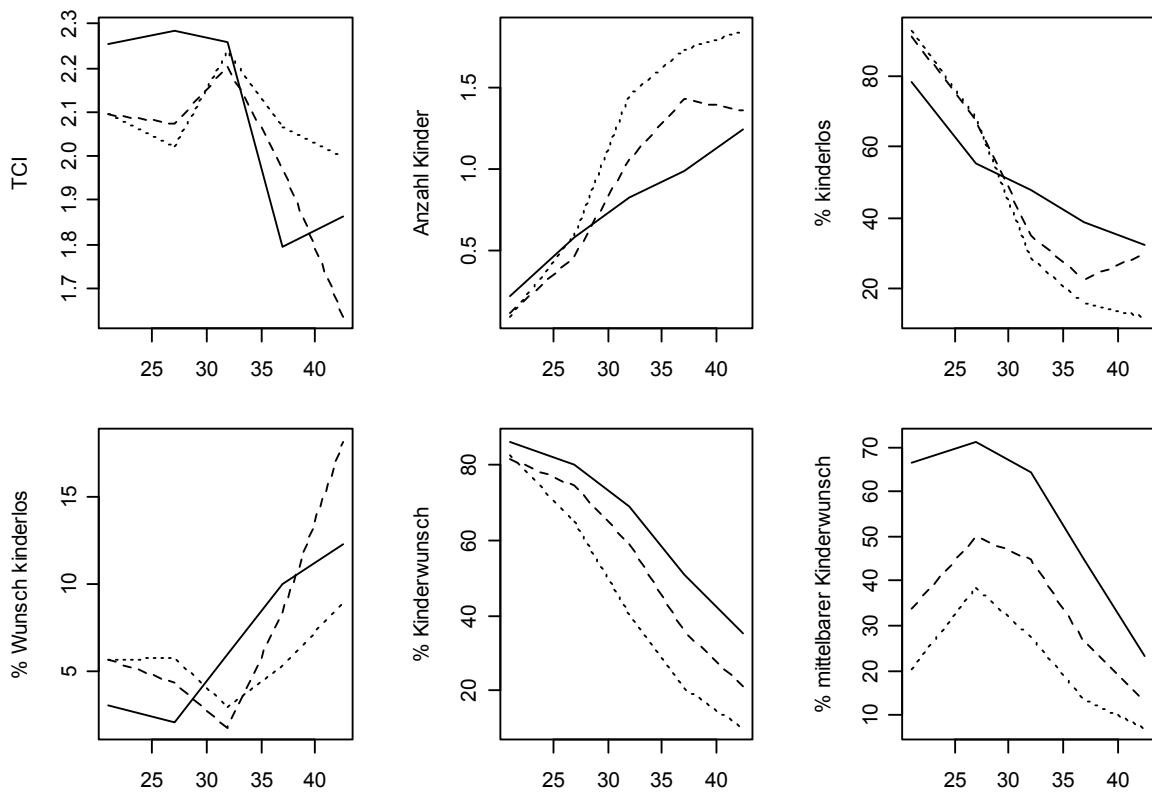 TCI
2.3
2.2
2.1
2.0
1.9
1.8
1.7
25 30 35 40
Anzahl Kinder
1.5
1.0
0.5
25 30 35 40
% kinderlos
80
60
40
20
25 30 35 40
% Wunsch kinderlos
15
10
5
25 30 35 40
% Kinderwunsch
80
60
40
20
25 30 35 40
% mittelbarer Kinderwunsch
70
60
50
40
30
20
10
25 30 35 40